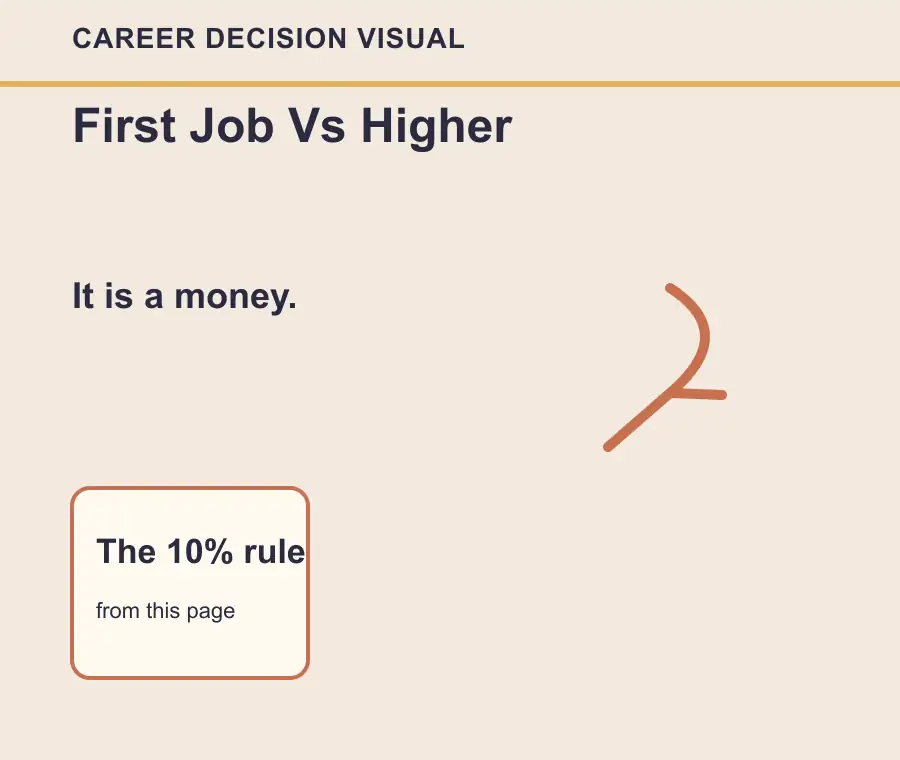 CAREER DECISION VISUAL
First Job Vs Higher
It is a money.
The 10% rule
from this page